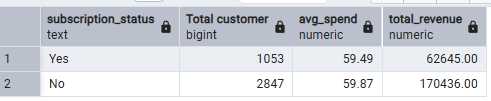 subscription_status Total customer avg_spend total_revenue
text bigint numeric numeric
1 Yes 1053 59.49 62645.00
2 No 2847 59.87 170436.00